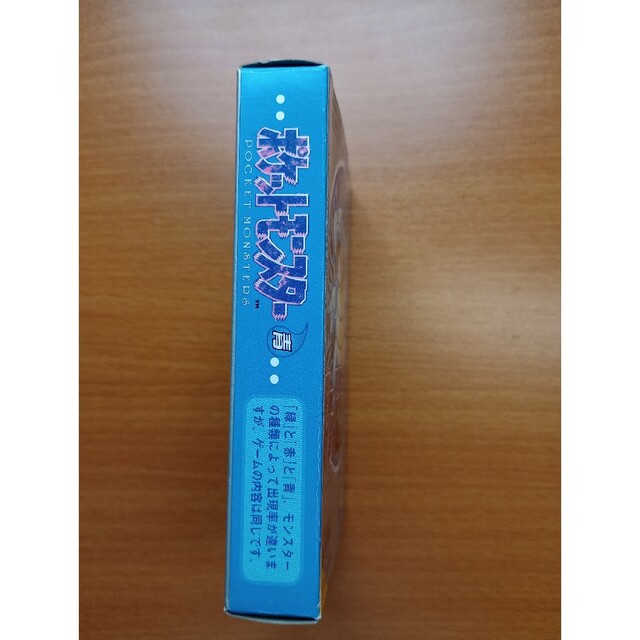 ポケットモンスター
POCKET MONSTERS
™
青
「緑」と「赤」と「青」、モンスター
の種類によって出現率が違いま
すが、ゲームの内容は同じです。